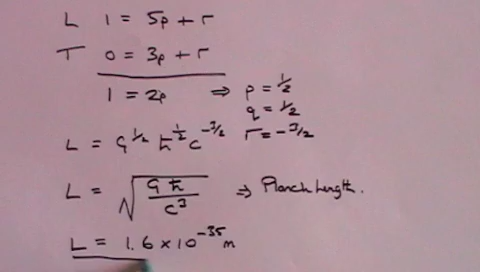 L 1 = 5p + r
T 0 = 3p + r
1 = 2p ⇒ p = 1/2
q = 1/2
r = -3/2
L = G^1/2 ħ^1/2 c^-3/2
L = √(Għ/c³) ⇒ Planck Length.
L = 1.6 × 10^-35 m